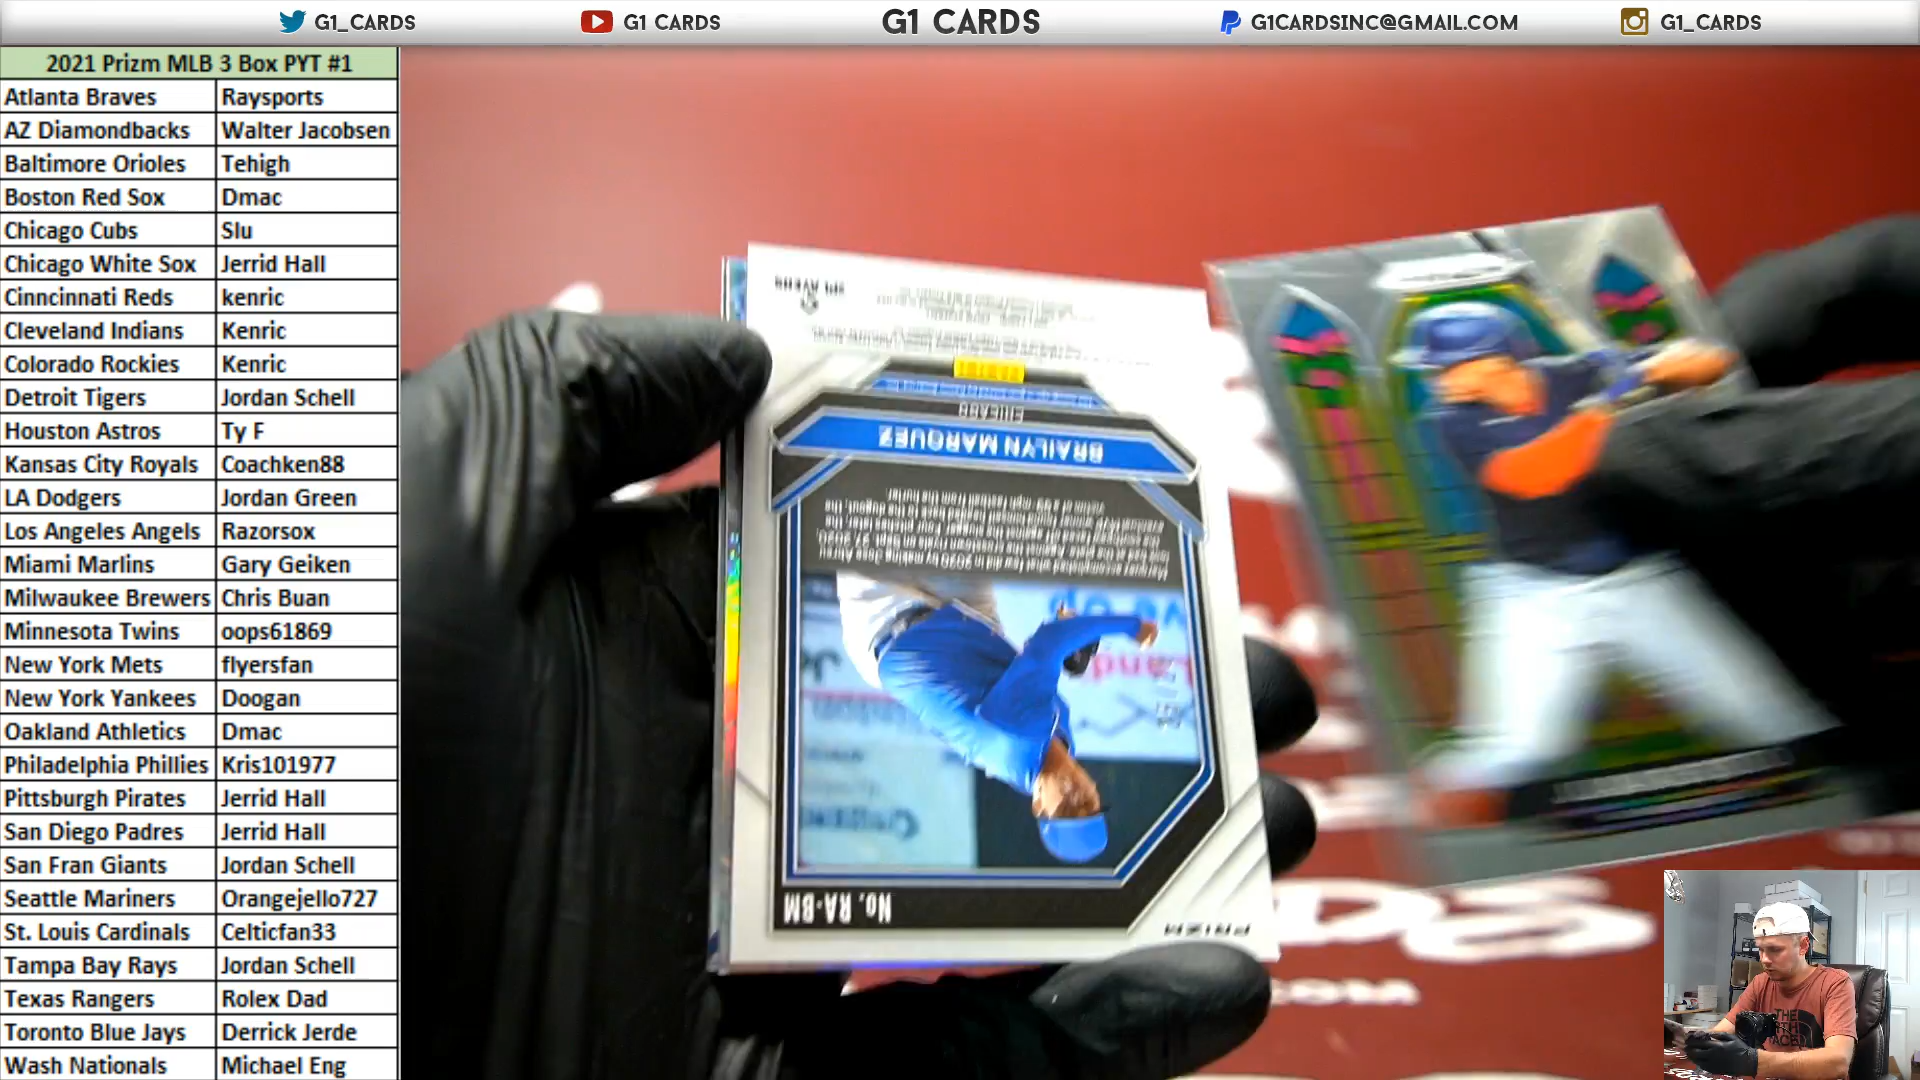 G1_CARDS
G1 CARDS
G1 CARDS
G1CARDSINC@GMAIL.COM
G1_CARDS
2021 Prizm MLB 3 Box PYT #1
Atlanta Braves Raysports
AZ Diamondbacks Walter Jacobsen
Baltimore Orioles Tehigh
Boston Red Sox Dmac
Chicago Cubs Slu
Chicago White Sox Jerrid Hall
Cinncinnati Reds kenric
Cleveland Indians Kenric
Colorado Rockies Kenric
Detroit Tigers Jordan Schell
Houston Astros Ty F
Kansas City Royals Coachken88
LA Dodgers Jordan Green
Los Angeles Angels Razorsox
Miami Marlins Gary Geiken
Milwaukee Brewers Chris Buan
Minnesota Twins oops61869
New York Mets flyersfan
New York Yankees Doogan
Oakland Athletics Dmac
Philadelphia Phillies Kris101977
Pittsburgh Pirates Jerrid Hall
San Diego Padres Jerrid Hall
San Fran Giants Jordan Schell
Seattle Mariners Orangejello727
St. Louis Cardinals Celticfan33
Tampa Bay Rays Jordan Schell
Texas Rangers Rolex Dad
Toronto Blue Jays Derrick Jerde
Wash Nationals Michael Eng
PRIZM
No. RA-BM
BRAILYN MARQUEZ
CHICAGO
PANINI
MLB PLAYERS
THE